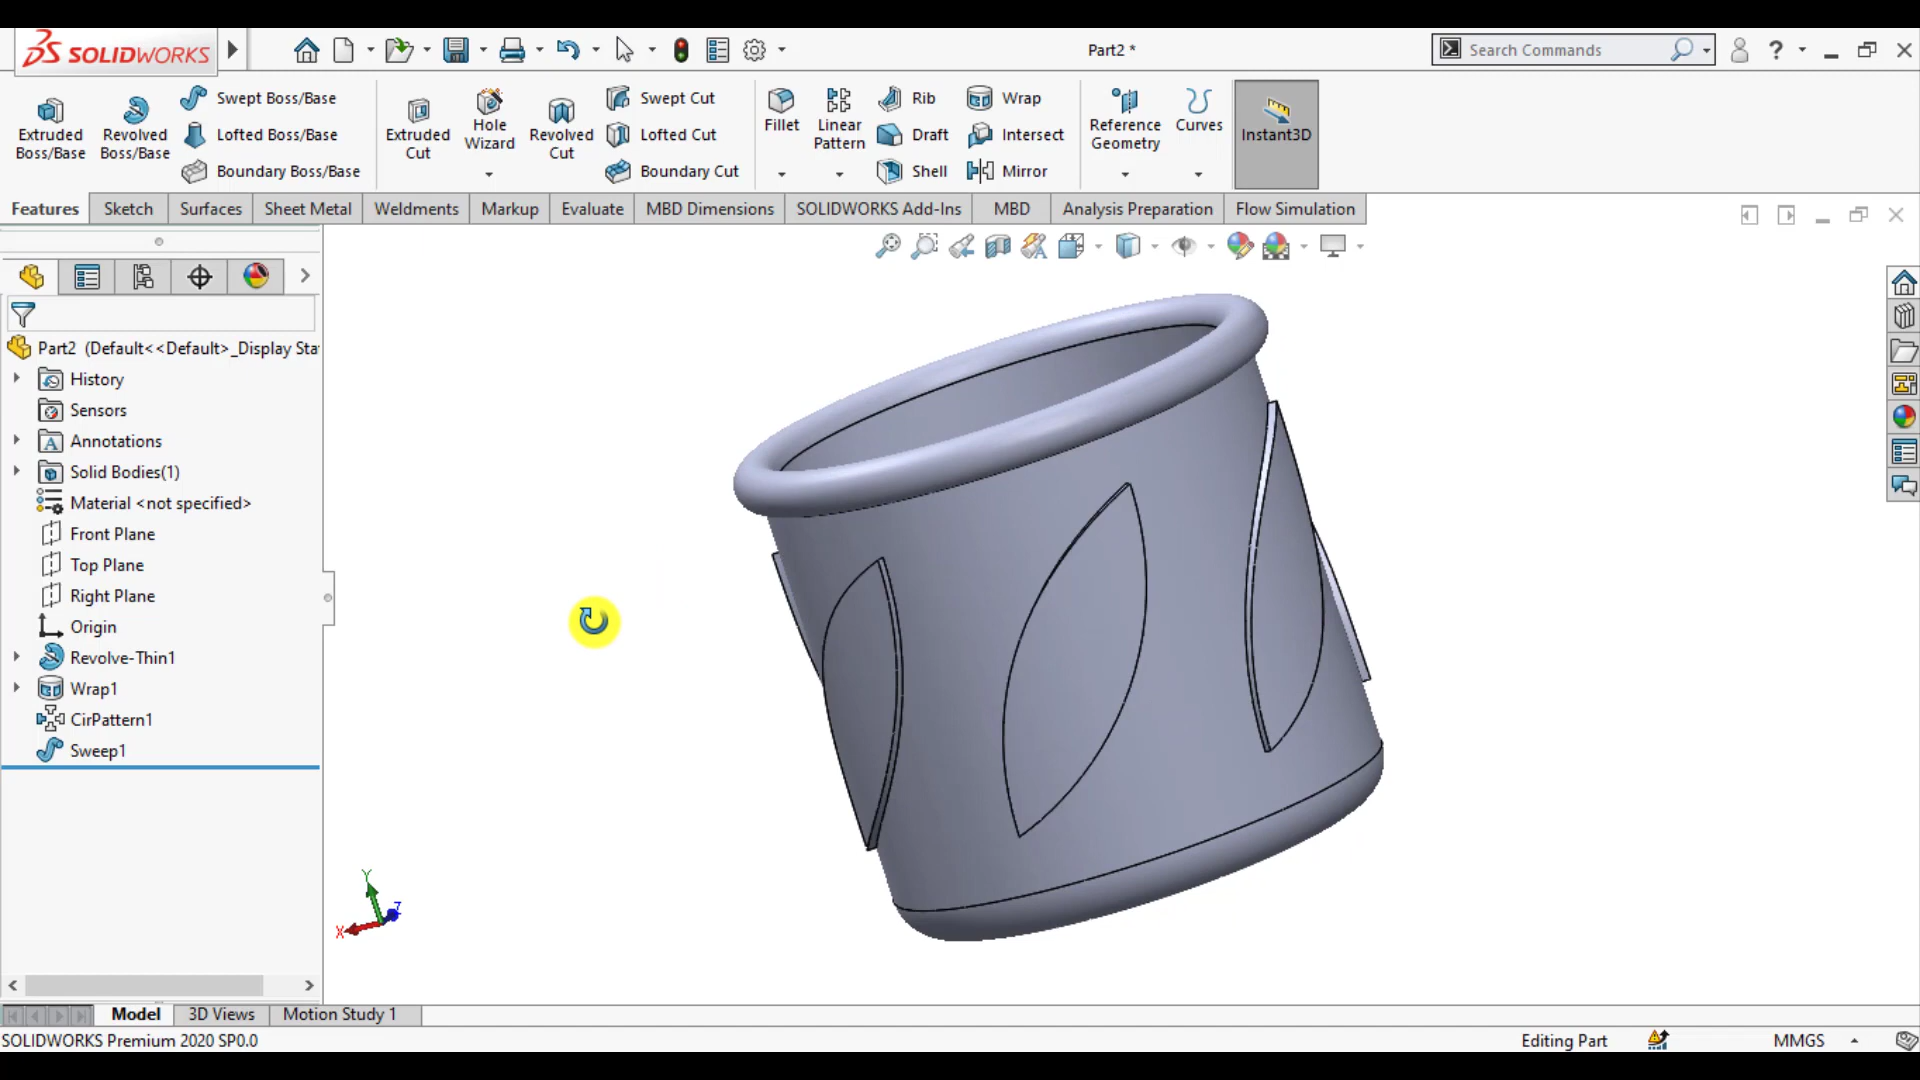 SOLIDWORKS
Part2 *
Search Commands
?
Extruded
Boss/Base
Revolved
Boss/Base
Swept Boss/Base
Lofted Boss/Base
Boundary Boss/Base
Extruded
Cut
Hole
Wizard
Revolved
Cut
Swept Cut
Lofted Cut
Boundary Cut
Fillet
Linear
Pattern
Rib
Draft
Shell
Wrap
Intersect
Mirror
Reference
Geometry
Curves
Instant3D
Features
Sketch
Surfaces
Sheet Metal
Weldments
Markup
Evaluate
MBD Dimensions
SOLIDWORKS Add-Ins
MBD
Analysis Preparation
Flow Simulation
Part2 (Default<<Default>_Display Sta
History
Sensors
Annotations
Solid Bodies(1)
Material <not specified>
Front Plane
Top Plane
Right Plane
Origin
Revolve-Thin1
Wrap1
CirPattern1
Sweep1
Y
Z
X
Model
3D Views
Motion Study 1
SOLIDWORKS Premium 2020 SP0.0
Editing Part
MMGS